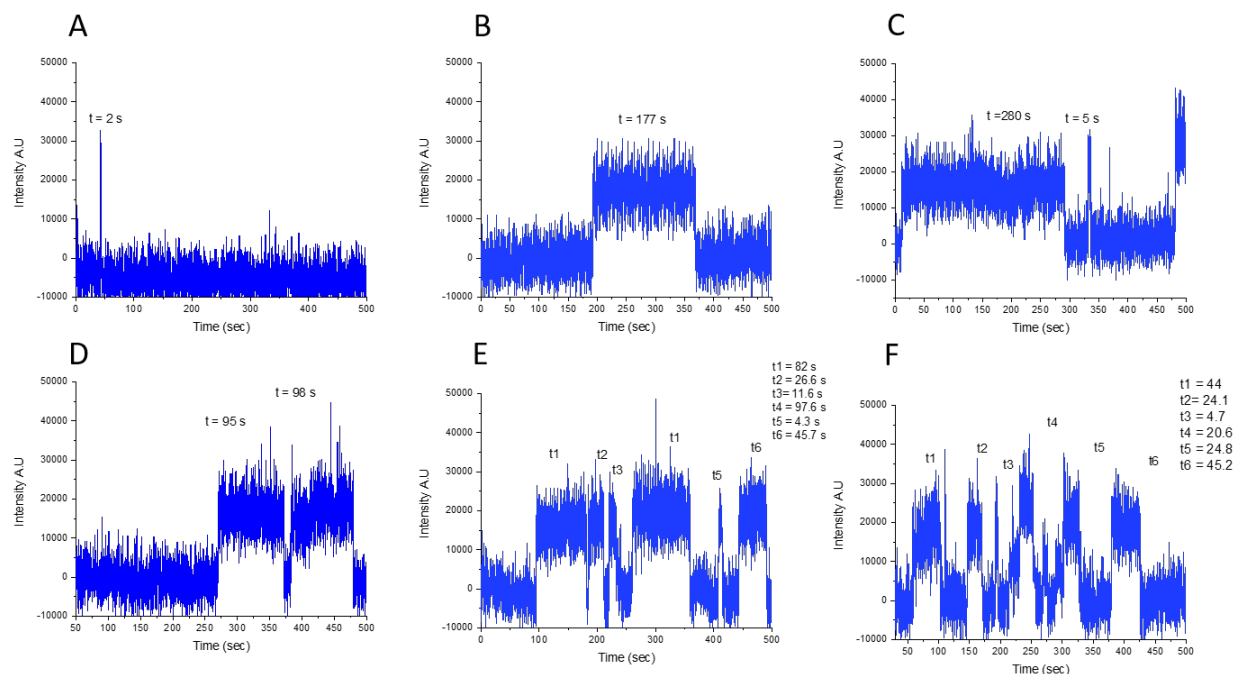 A
50000
40000
30000
20000
10000
0
-10000
Intensity A.U
t = 2 s
0 100 200 300 400 500
Time (sec)
B
50000
40000
30000
20000
10000
0
-10000
Intensity A.U
t = 177 s
0 50 100 150 200 250 300 350 400 450 500
Time (sec)
C
50000
40000
30000
20000
10000
0
-10000
Intensity A.U
t =280 s
t = 5 s
0 50 100 150 200 250 300 350 400 450 500
Time (sec)
D
50000
40000
30000
20000
10000
0
-10000
Intensity A.U
t = 98 s
t = 95 s
50 100 150 200 250 300 350 400 450 500
Time (sec)
E
50000
40000
30000
20000
10000
0
-10000
Intensity A.U
t1 = 82 s
t2 = 26.6 s
t3= 11.6 s
t4 = 97.6 s
t5 = 4.3 s
t6 = 45.7 s
t1
t2
t3
t1
t5
t6
0 100 200 300 400 500
Time (sec)
F
50000
40000
30000
20000
10000
0
-10000
Intensity A.U
t1 = 44
t2= 24.1
t3 = 4.7
t4 = 20.6
t5 = 24.8
t6 = 45.2
t1
t2
t3
t4
t5
t6
50 100 150 200 250 300 350 400 450 500
Time (sec)